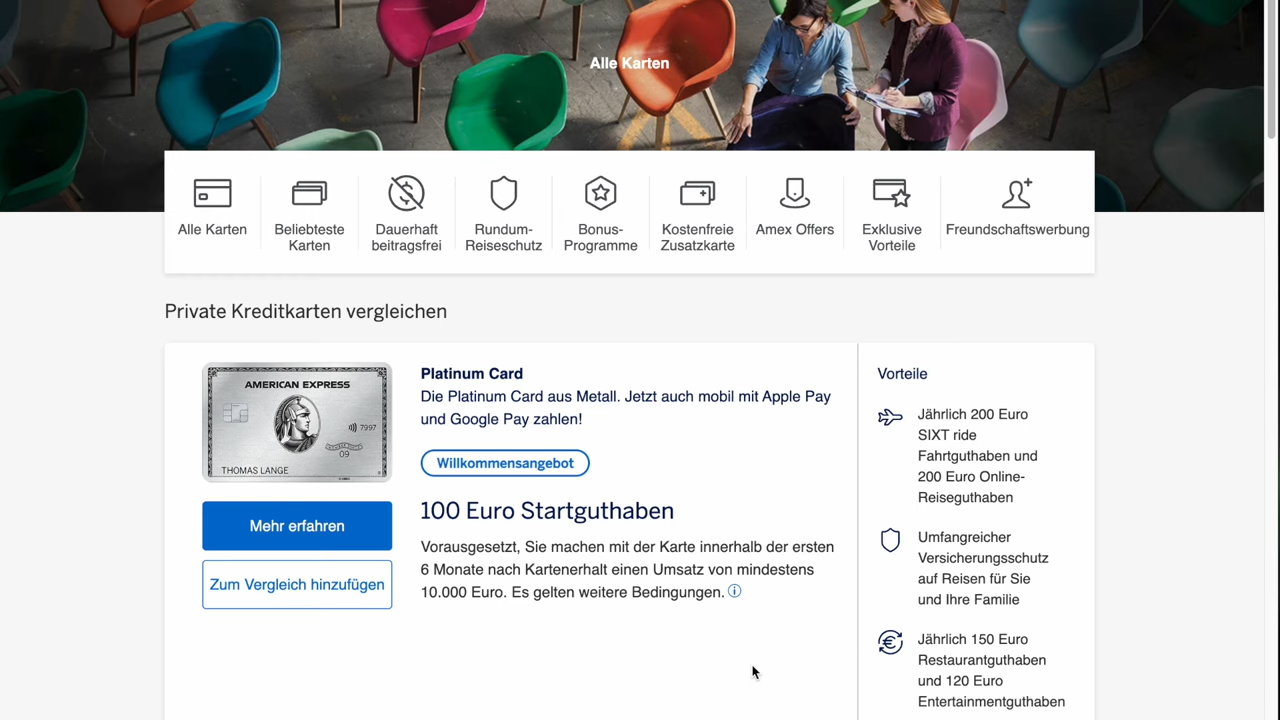 Alle Karten
Alle Karten
Beliebteste
Karten
Dauerhaft
beitragsfrei
Rundum-
Reiseschutz
Bonus-
Programme
Kostenfreie
Zusatzkarte
Amex Offers
Exklusive
Vorteile
Freundschaftswerbung
Private Kreditkarten vergleichen
AMERICAN EXPRESS
7997
09
THOMAS LANGE
Mehr erfahren
Zum Vergleich hinzufügen
Platinum Card
Die Platinum Card aus Metall. Jetzt auch mobil mit Apple Pay
und Google Pay zahlen!
Willkommensangebot
100 Euro Startguthaben
Vorausgesetzt, Sie machen mit der Karte innerhalb der ersten
6 Monate nach Kartenerhalt einen Umsatz von mindestens
10.000 Euro. Es gelten weitere Bedingungen.
Vorteile
Jährlich 200 Euro
SIXT ride
Fahrtguthaben und
200 Euro Online-
Reiseguthaben
Umfangreicher
Versicherungsschutz
auf Reisen für Sie
und Ihre Familie
Jährlich 150 Euro
Restaurantguthaben
und 120 Euro
Entertainmentguthaben